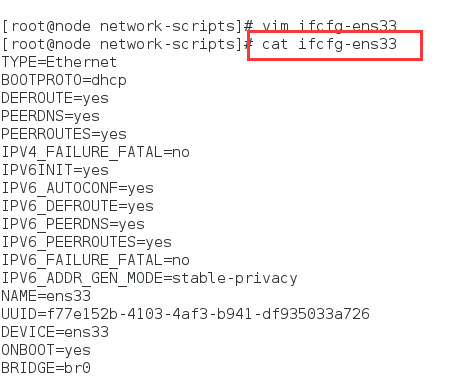 [root@node network-scripts]# vim ifcfg-ens33
[root@node network-scripts]# cat ifcfg-ens33
TYPE=Ethernet
BOOTPROTO=dhcp
DEFROUTE=yes
PEERDNS=yes
PEERROUTES=yes
IPV4_FAILURE_FATAL=no
IPV6INIT=yes
IPV6_AUTOCONF=yes
IPV6_DEFROUTE=yes
IPV6_PEERDNS=yes
IPV6_PEERROUTES=yes
IPV6_FAILURE_FATAL=no
IPV6_ADDR_GEN_MODE=stable-privacy
NAME=ens33
UUID=f77e152b-4103-4af3-b941-df935033a726
DEVICE=ens33
ONBOOT=yes
BRIDGE=br0